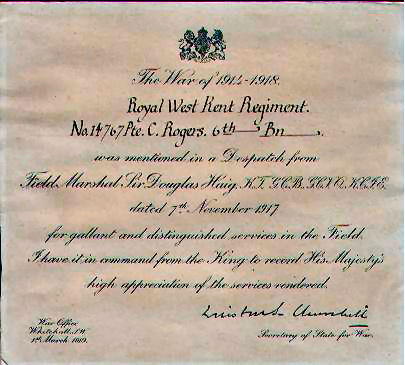 The War of 1914-1918.
Royal West Kent Regiment.
No. 14767 Pte. C. Rogers. 6th Bn.
was mentioned in a Despatch from
Field Marshal Sir Douglas Haig. K.T. G.C.B. G.C.V.O. K.C.I.E.
dated 7th November 1917
for gallant and distinguished services in the Field.
I have it in command from the King to record His Majesty's
high appreciation of the services rendered.
Winston S. Churchill
War Office
Whitehall, S.W.
1st March 1919.
Secretary of State for War.